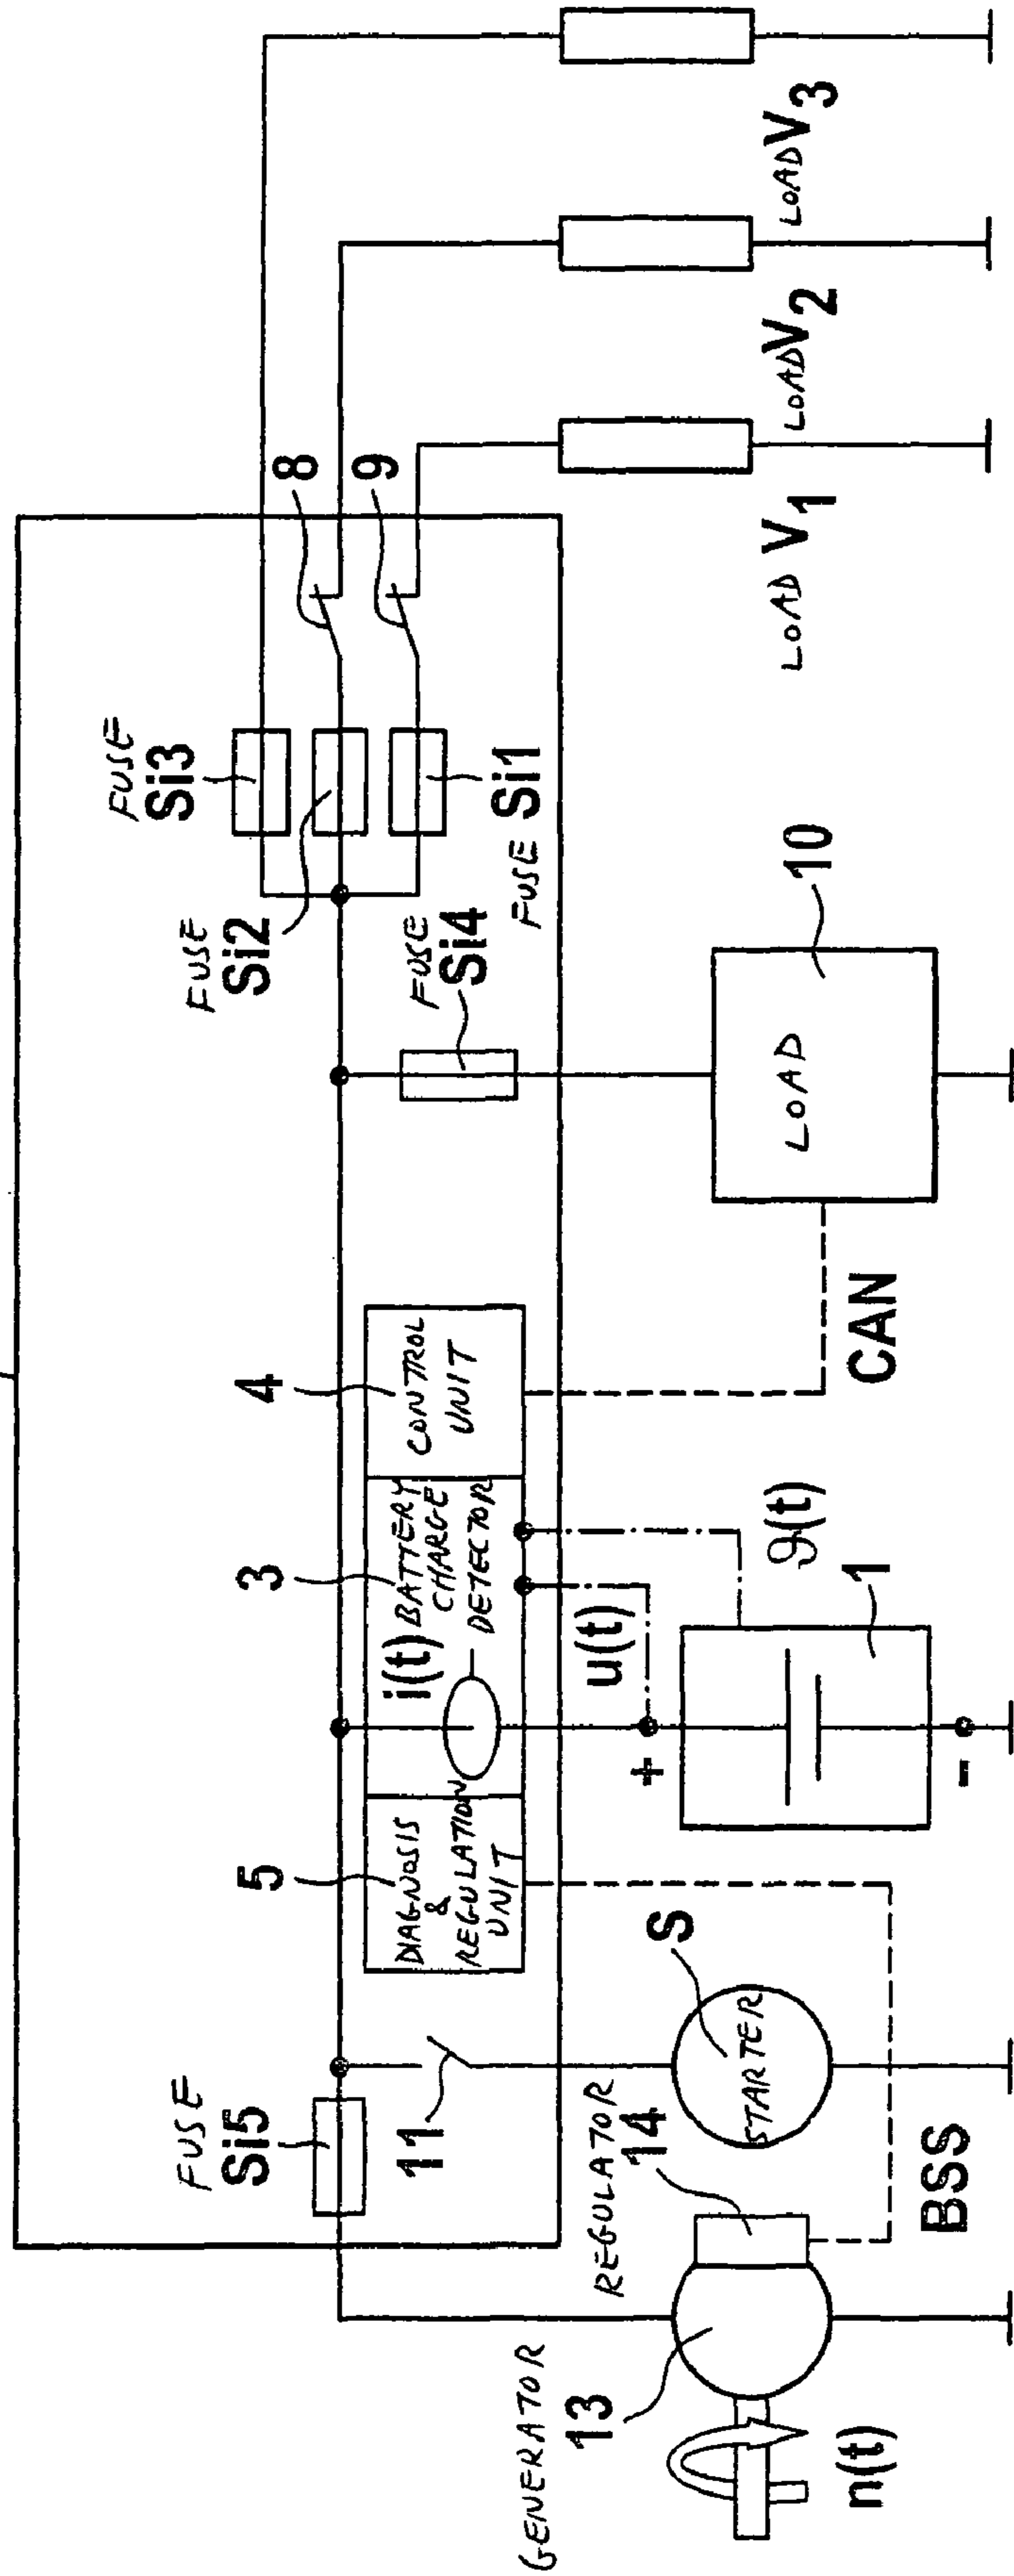 FUSE
Si3
FUSE
Si2
FUSE
Si4
FUSE Si1
8
9
LOAD V1
LOAD V2
LOAD V3
10
LOAD
CAN
4
CONTROL
UNIT
3
BATTERY
CHARGE
DETECTOR
i(t)
5
DIAGNOSIS
&
REGULATION
UNIT
u(t)
ϑ(t)
1
+
-
FUSE
Si5
11
S
STARTER
REGULATOR
14
BSS
GENERATOR
13
n(t)